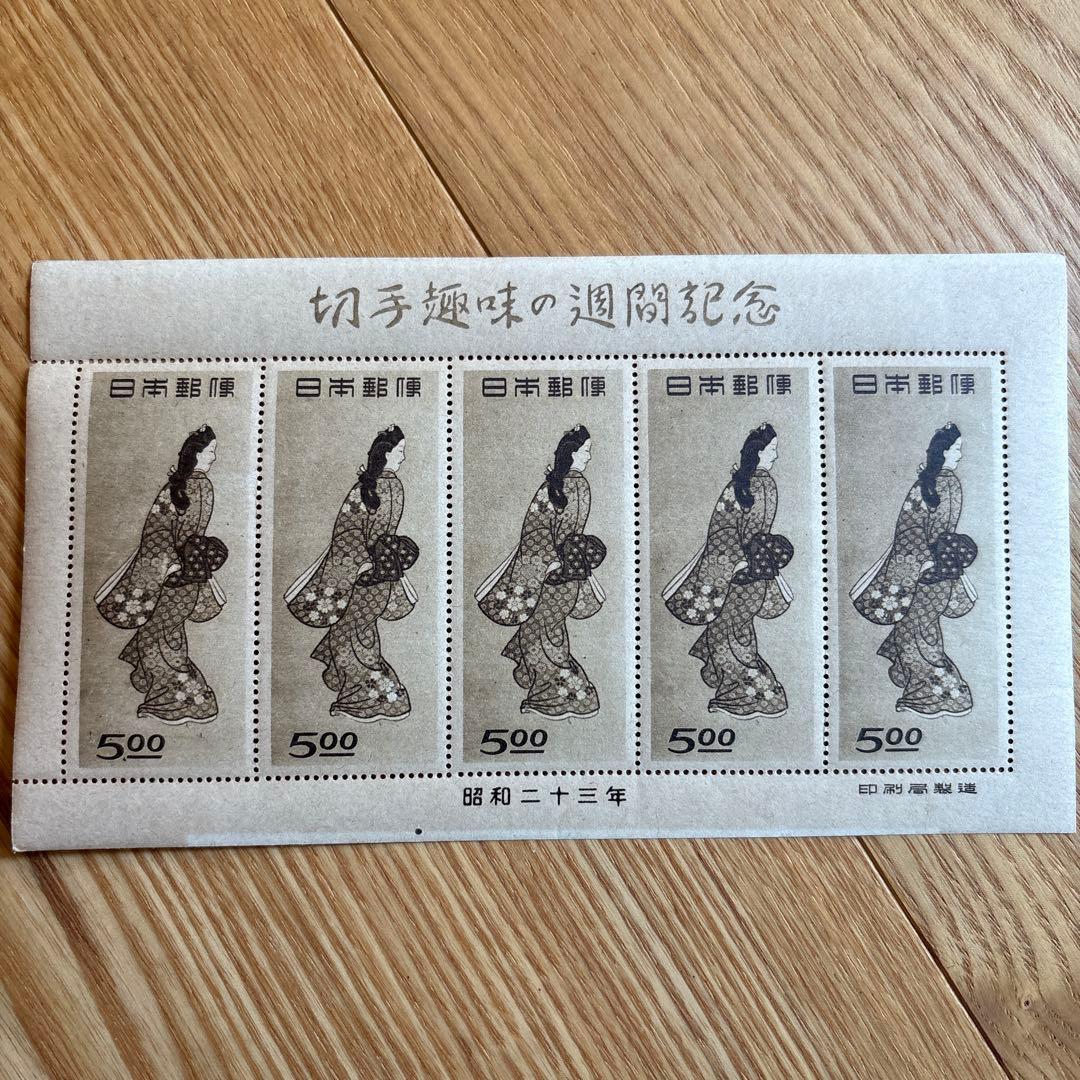 切手趣味の週間記念
日本郵便 日本郵便 日本郵便 日本郵便 日本郵便
5.00 5.00 5.00 5.00 5.00
昭和二十三年
印刷局製造